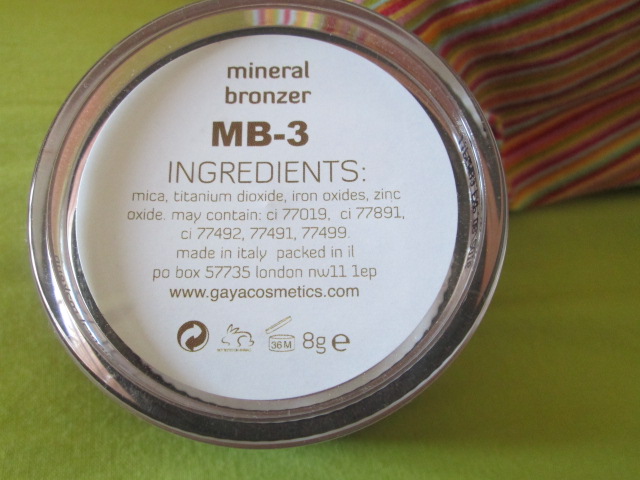 mineral
bronzer
MB-3
INGREDIENTS:
mica, titanium dioxide, iron oxides, zinc
oxide. may contain: ci 77019, ci 77891,
ci 77492, 77491, 77499
made in italy packed in il
po box 57735 london nw11 1ep
www.gayacosmetics.com
36M 8g e